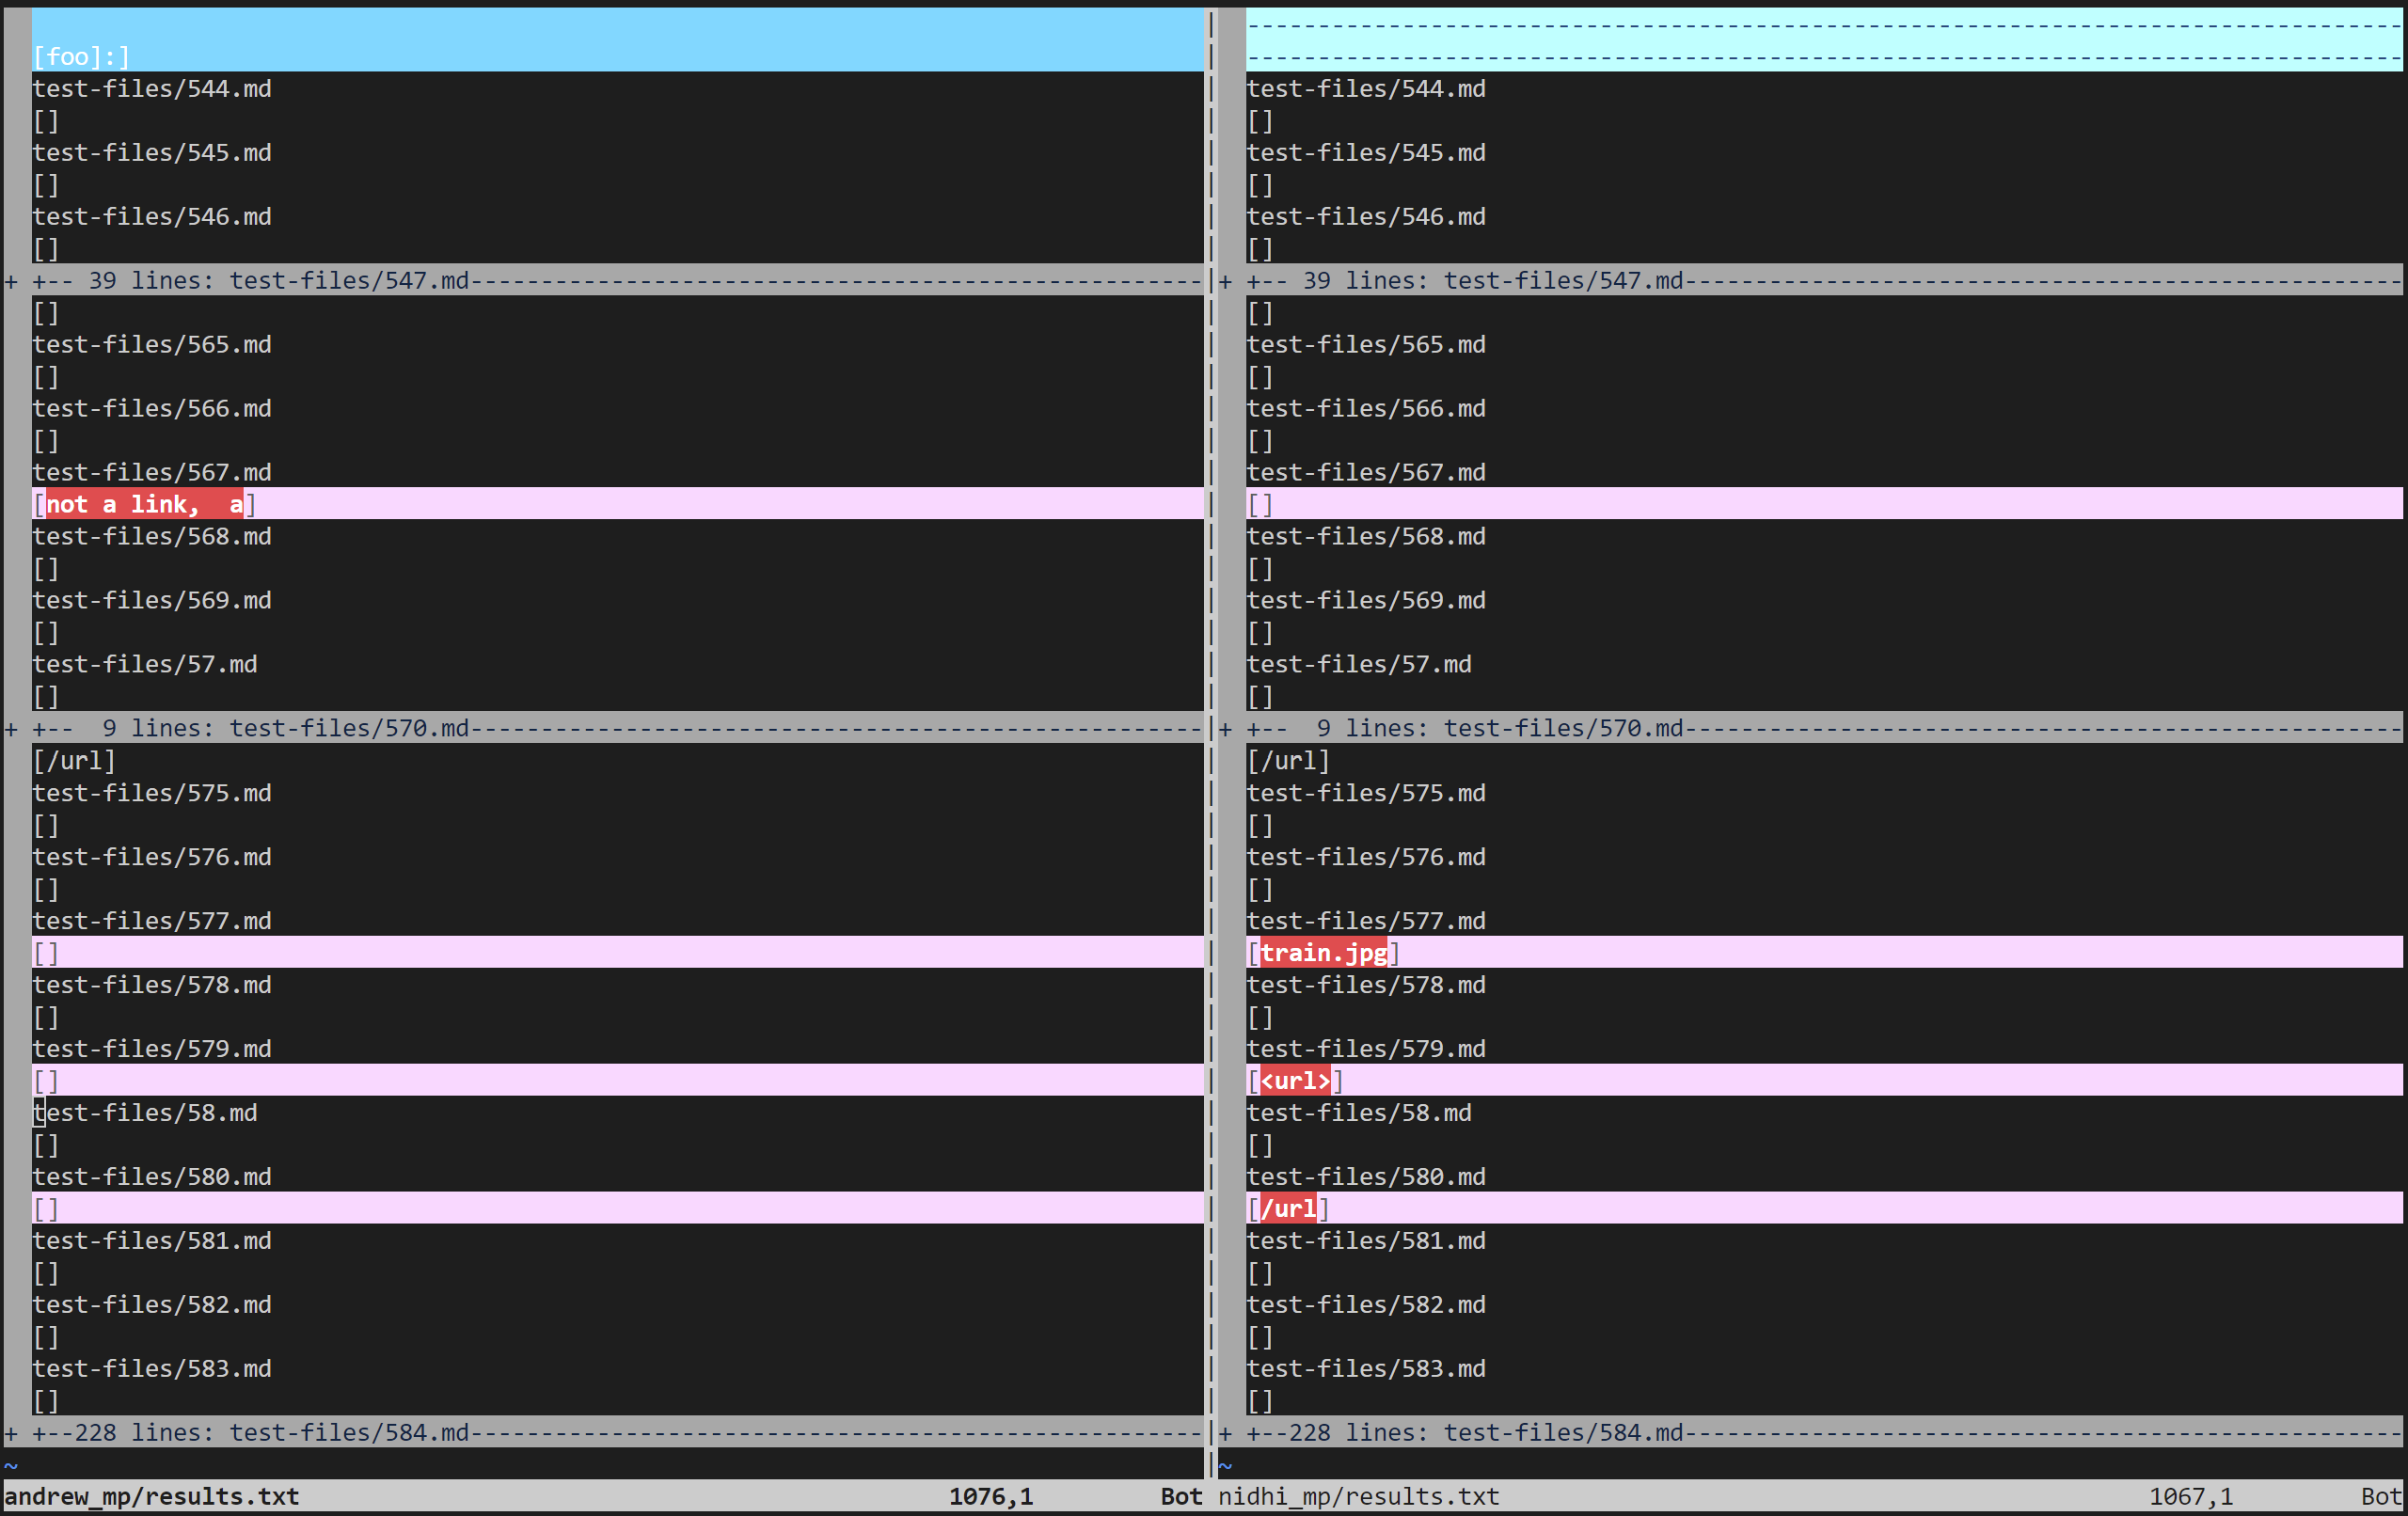 [foo]:]
test-files/544.md
[]
test-files/545.md
[]
test-files/546.md
[]
+ +-- 39 lines: test-files/547.md----------------------------------------------------
[]
test-files/565.md
[]
test-files/566.md
[]
test-files/567.md
[not a link,  a]
test-files/568.md
[]
test-files/569.md
[]
test-files/57.md
[]
+ +--  9 lines: test-files/570.md----------------------------------------------------
[/url]
test-files/575.md
[]
test-files/576.md
[]
test-files/577.md
[]
test-files/578.md
[]
test-files/579.md
[]
test-files/58.md
[]
test-files/580.md
[]
test-files/581.md
[]
test-files/582.md
[]
test-files/583.md
[]
+ +--228 lines: test-files/584.md----------------------------------------------------
~
andrew_mp/results.txt 1076,1 Bot
----------------------------------------------------------------------------------
----------------------------------------------------------------------------------
test-files/544.md
[]
test-files/545.md
[]
test-files/546.md
[]
+ +-- 39 lines: test-files/547.md---------------------------------------------------
[]
test-files/565.md
[]
test-files/566.md
[]
test-files/567.md
[]
test-files/568.md
[]
test-files/569.md
[]
test-files/57.md
[]
+ +--  9 lines: test-files/570.md---------------------------------------------------
[/url]
test-files/575.md
[]
test-files/576.md
[]
test-files/577.md
[train.jpg]
test-files/578.md
[]
test-files/579.md
[<url>]
test-files/58.md
[]
test-files/580.md
[/url]
test-files/581.md
[]
test-files/582.md
[]
test-files/583.md
[]
+ +--228 lines: test-files/584.md---------------------------------------------------
~
nidhi_mp/results.txt 1067,1 Bot